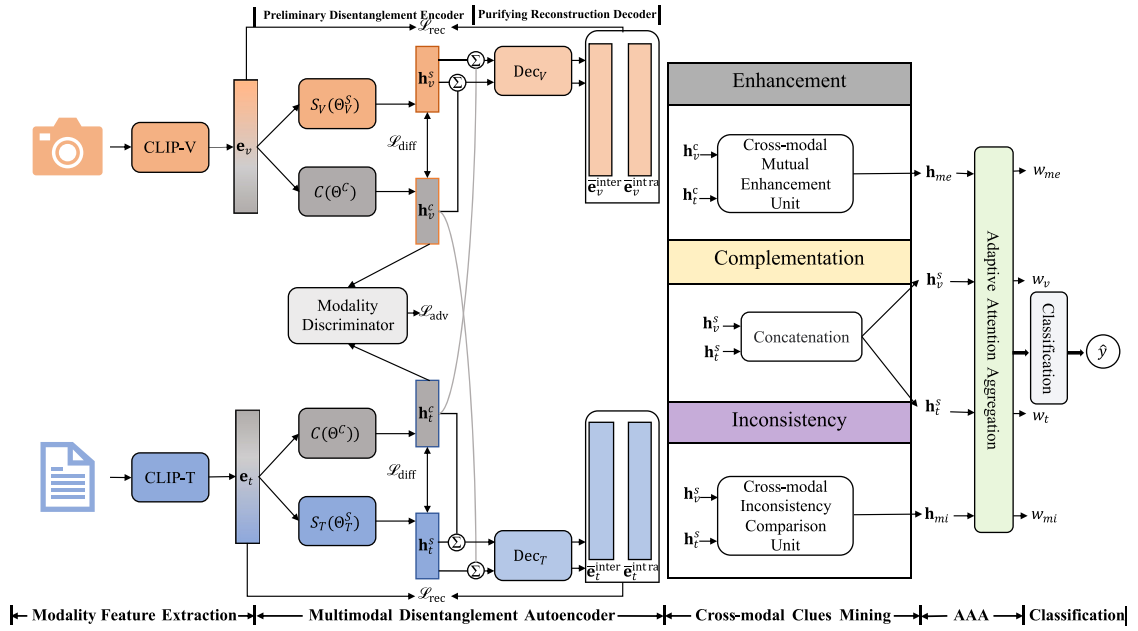 Preliminary Disentanglement Encoder
Purifying Reconstruction Decoder
ℒrec
CLIP-V
e_v
S_V(Θ_V^S)
C(Θ^C)
h_v^s
ℒdiff
h_v^c
Σ
Σ
Dec_V
ē_v^inter
ē_v^intra
Modality
Discriminator
ℒadv
CLIP-T
e_t
C(Θ^C))
S_T(Θ_T^S)
h_t^c
ℒdiff
h_t^s
Σ
Σ
Dec_T
ē_t^inter
ē_t^intra
ℒrec
Enhancement
h_v^c
h_t^c
Cross-modal
Mutual
Enhancement
Unit
Complementation
h_v^s
h_t^s
Concatenation
Inconsistency
h_v^s
h_t^s
Cross-modal
Inconsistency
Comparison
Unit
h_me
h_v^s
h_t^s
h_mi
Adaptive Attention Aggregation
w_me
w_v
w_t
w_mi
Classification
ŷ
Modality Feature Extraction
Multimodal Disentanglement Autoencoder
Cross-modal Clues Mining
AAA
Classification